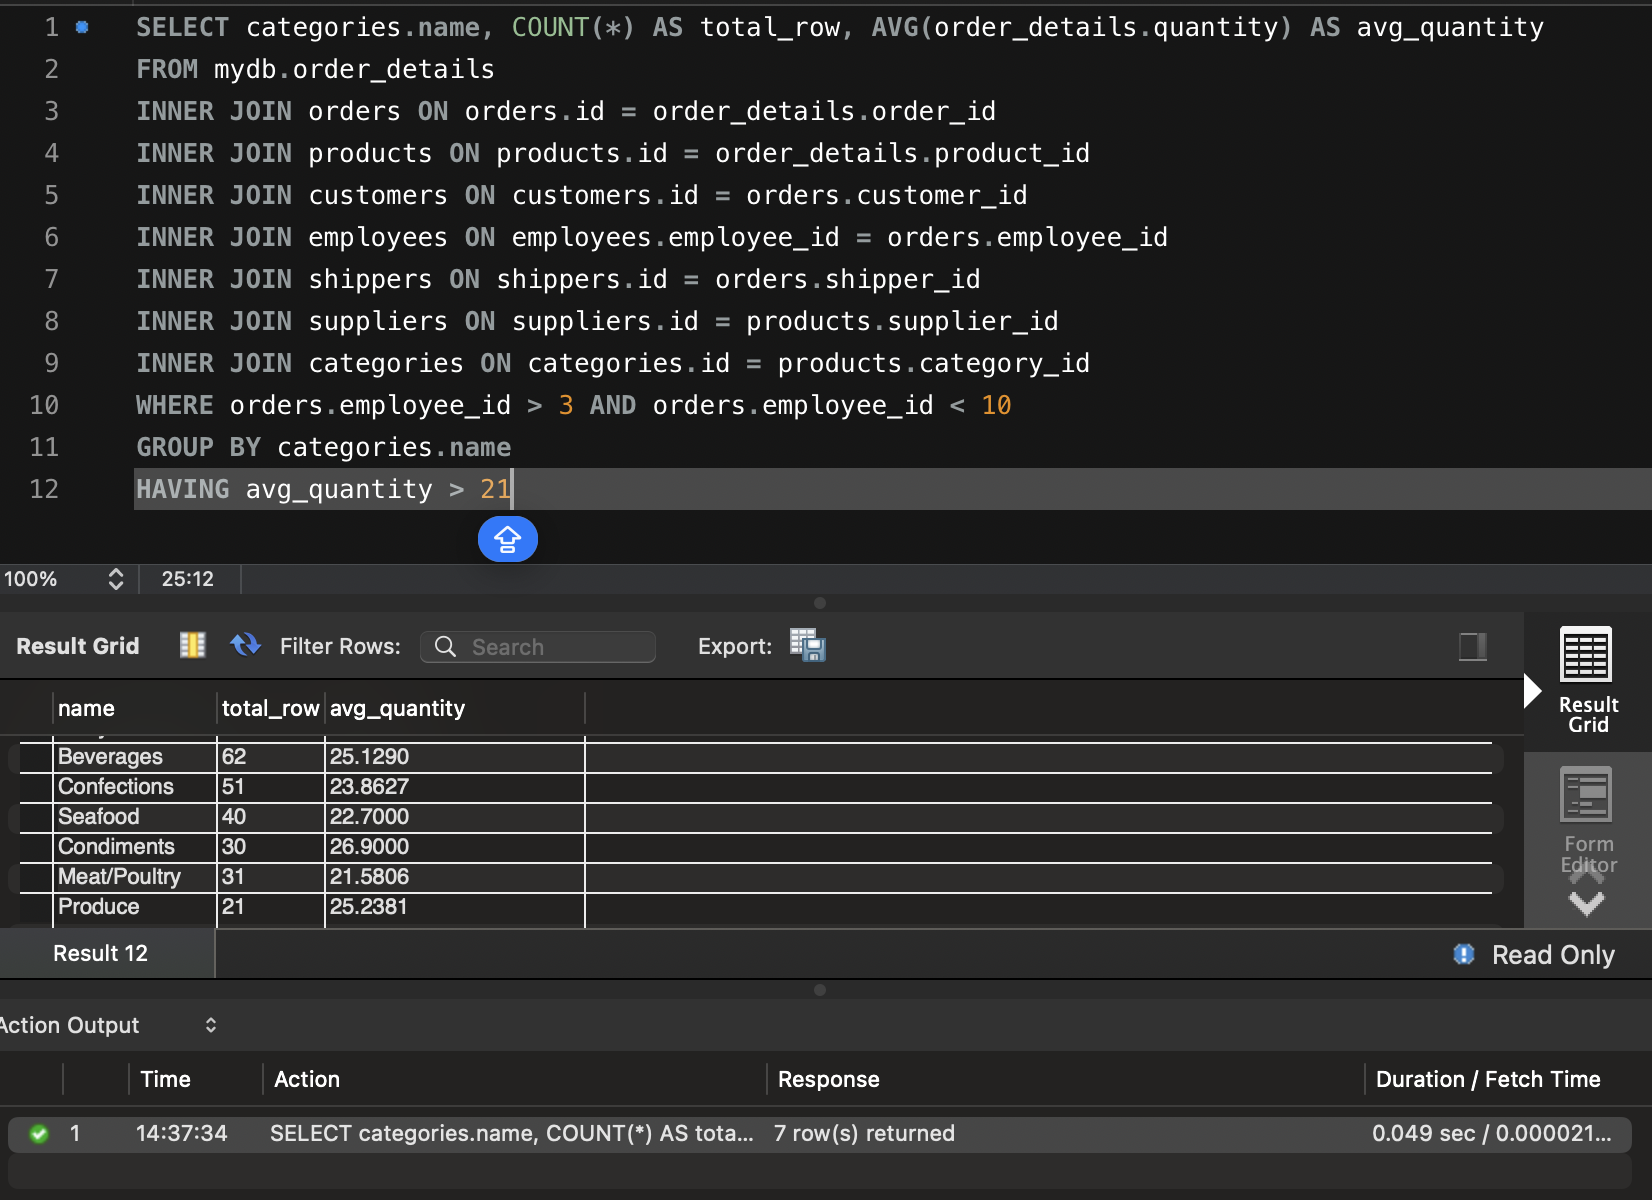 1 SELECT categories.name, COUNT(*) AS total_row, AVG(order_details.quantity) AS avg_quantity
2 FROM mydb.order_details
3 INNER JOIN orders ON orders.id = order_details.order_id
4 INNER JOIN products ON products.id = order_details.product_id
5 INNER JOIN customers ON customers.id = orders.customer_id
6 INNER JOIN employees ON employees.employee_id = orders.employee_id
7 INNER JOIN shippers ON shippers.id = orders.shipper_id
8 INNER JOIN suppliers ON suppliers.id = products.supplier_id
9 INNER JOIN categories ON categories.id = products.category_id
10 WHERE orders.employee_id > 3 AND orders.employee_id < 10
11 GROUP BY categories.name
12 HAVING avg_quantity > 21
100% 25:12
Result Grid Filter Rows: Search Export:
Result
Grid
Form
Editor
name total_row avg_quantity
Beverages 62 25.1290
Confections 51 23.8627
Seafood 40 22.7000
Condiments 30 26.9000
Meat/Poultry 31 21.5806
Produce 21 25.2381
Result 12 Read Only
Action Output
Time Action Response Duration / Fetch Time
1 14:37:34 SELECT categories.name, COUNT(*) AS tota... 7 row(s) returned 0.049 sec / 0.000021...